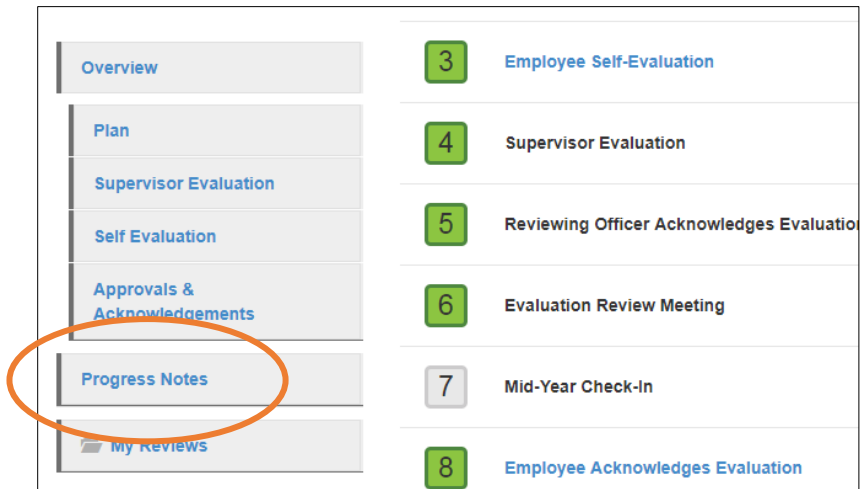 Overview
Plan
Supervisor Evaluation
Self Evaluation
Approvals &
Acknowledgements
Progress Notes
My Reviews
3
Employee Self-Evaluation
4
Supervisor Evaluation
5
Reviewing Officer Acknowledges Evaluation
6
Evaluation Review Meeting
7
Mid-Year Check-In
8
Employee Acknowledges Evaluation